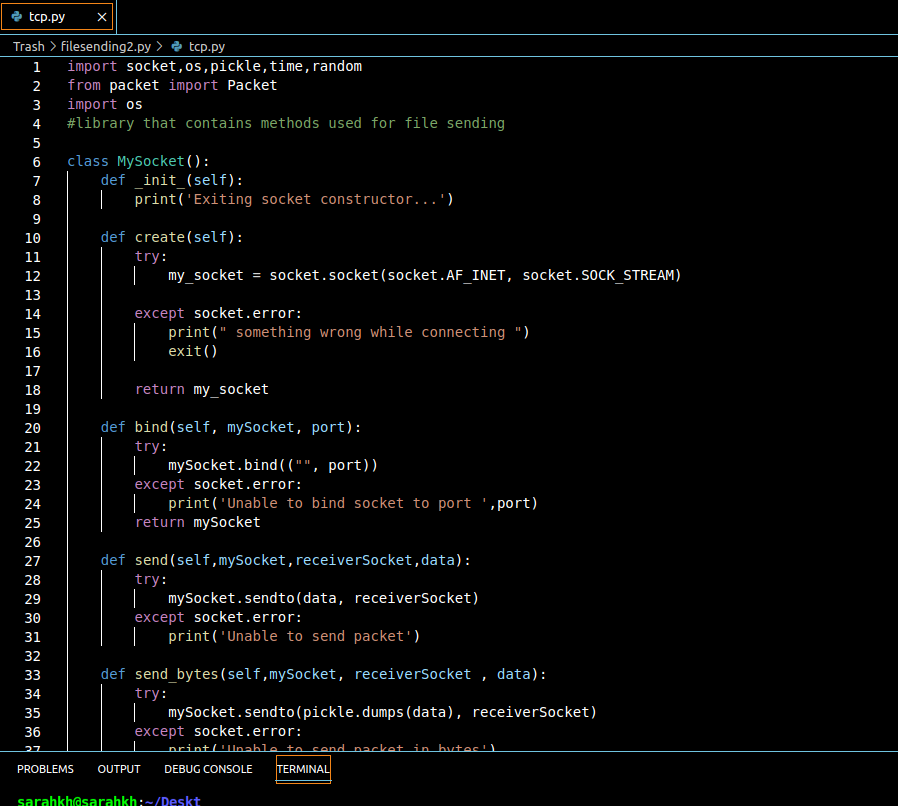 tcp.py
Trash > filesending2.py > tcp.py
1 import socket,os,pickle,time,random
2 from packet import Packet
3 import os
4 #library that contains methods used for file sending
5
6 class MySocket():
7 def _init_(self):
8 print('Exiting socket constructor...')
9
10 def create(self):
11 try:
12 my_socket = socket.socket(socket.AF_INET, socket.SOCK_STREAM)
13
14 except socket.error:
15 print(" something wrong while connecting ")
16 exit()
17
18 return my_socket
19
20 def bind(self, mySocket, port):
21 try:
22 mySocket.bind(("", port))
23 except socket.error:
24 print('Unable to bind socket to port ',port)
25 return mySocket
26
27 def send(self,mySocket,receiverSocket,data):
28 try:
29 mySocket.sendto(data, receiverSocket)
30 except socket.error:
31 print('Unable to send packet')
32
33 def send_bytes(self,mySocket, receiverSocket , data):
34 try:
35 mySocket.sendto(pickle.dumps(data), receiverSocket)
36 except socket.error:
37 print('Unable to send packet in bytes')
PROBLEMS OUTPUT DEBUG CONSOLE TERMINAL
sarahkh@sarahkh:~/Deskt